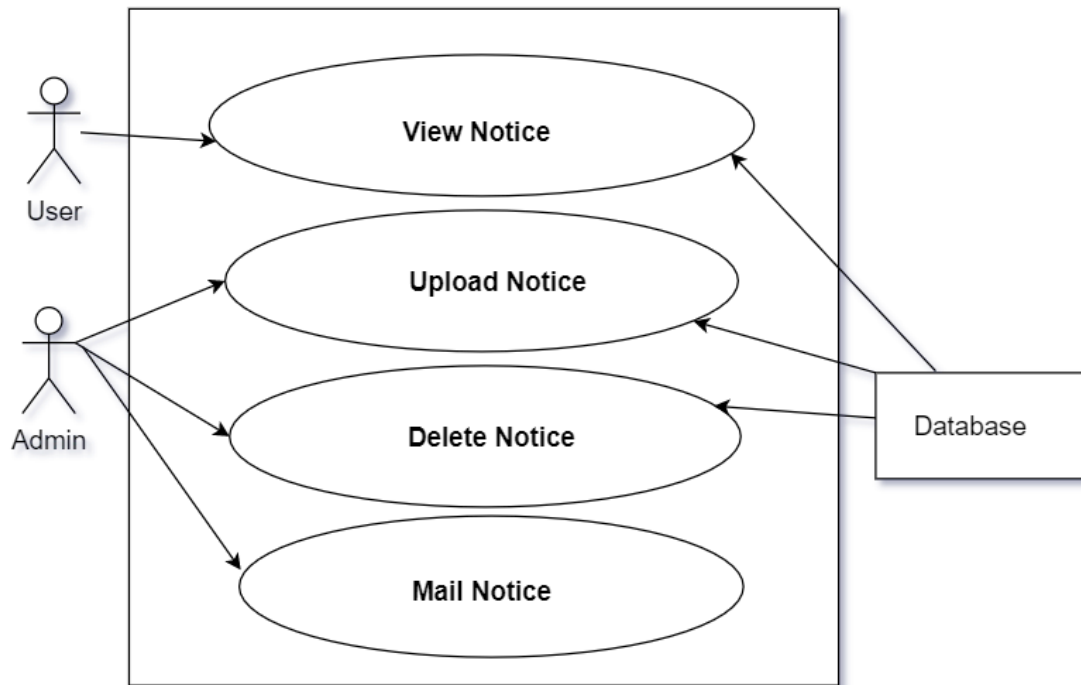 View Notice
User
Upload Notice
Admin
Delete Notice
Database
Mail Notice